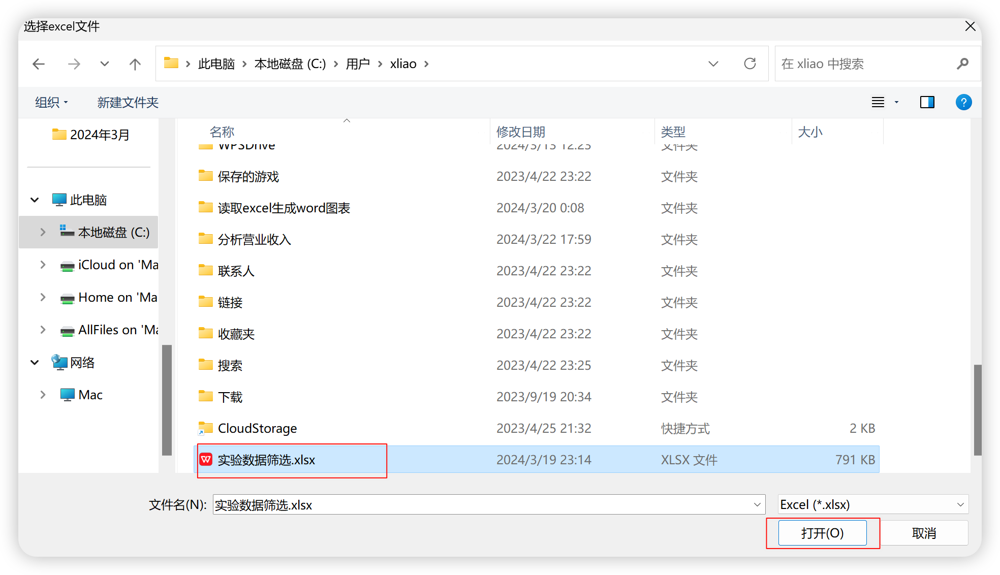 选择excel文件
此电脑 本地磁盘 (C:) 用户 xliao
在 xliao 中搜索
组织 新建文件夹
2024年3月
此电脑
本地磁盘 (C:)
iCloud on 'Ma
Home on 'Ma
AllFiles on 'Ma
网络
Mac
名称 修改日期 类型 大小
WPSDrive 2024/3/13 12:23 文件夹
保存的游戏 2023/4/22 23:22 文件夹
读取excel生成word图表 2024/3/20 0:08 文件夹
分析营业收入 2024/3/22 17:59 文件夹
联系人 2023/4/22 23:22 文件夹
链接 2023/4/22 23:22 文件夹
收藏夹 2023/4/22 23:22 文件夹
搜索 2023/4/22 23:25 文件夹
下载 2023/9/19 20:34 文件夹
CloudStorage 2023/4/25 21:32 快捷方式 2 KB
实验数据筛选.xlsx 2024/3/19 23:14 XLSX 文件 791 KB
文件名(N): 实验数据筛选.xlsx Excel (*.xlsx)
打开(O) 取消